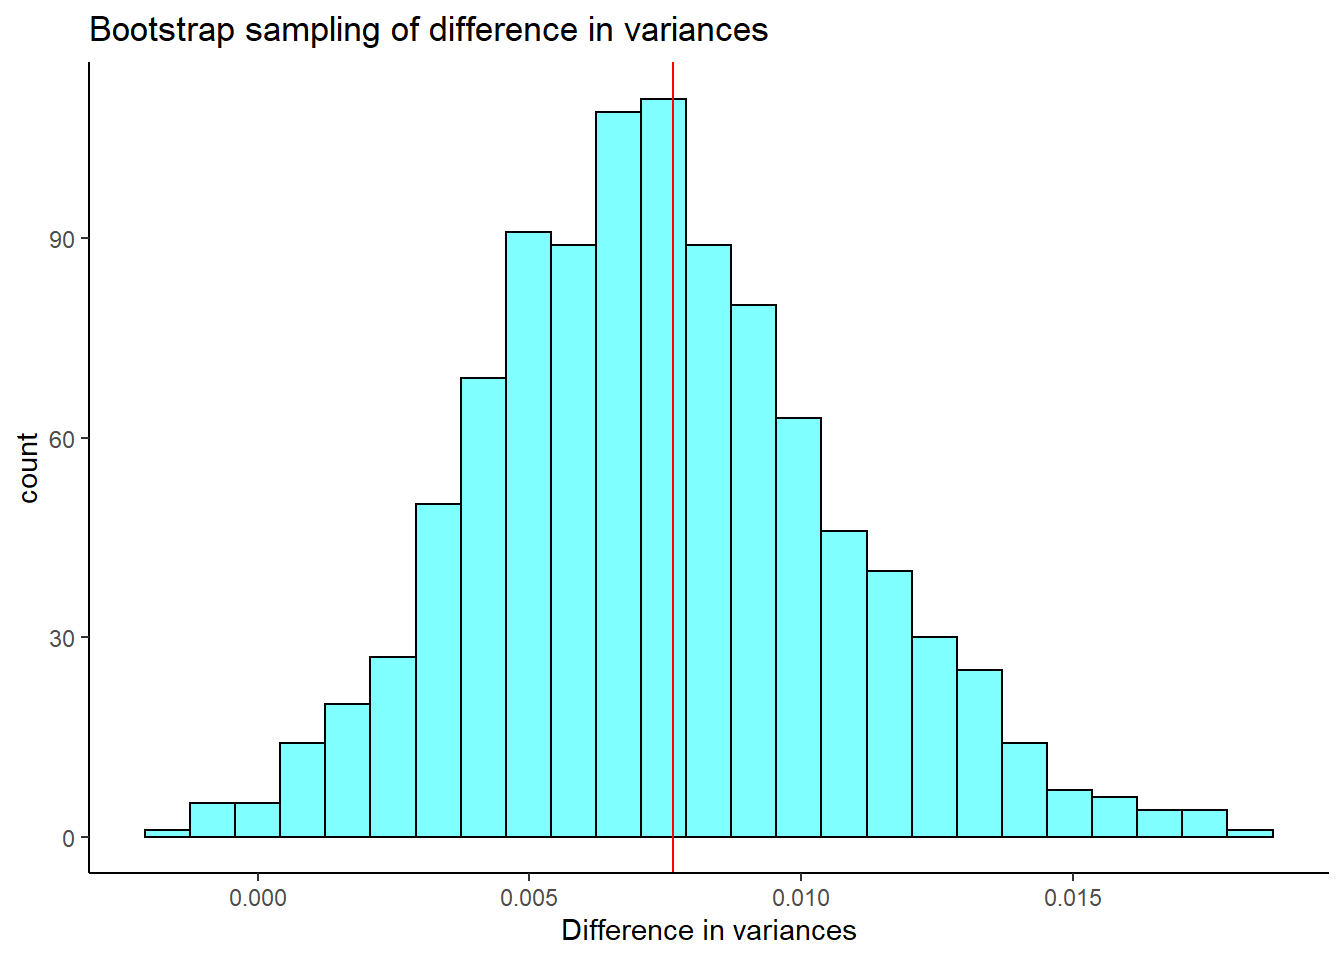 Bootstrap sampling of difference in variances
90
60
30
0
count
0.000 0.005 0.010 0.015
Difference in variances